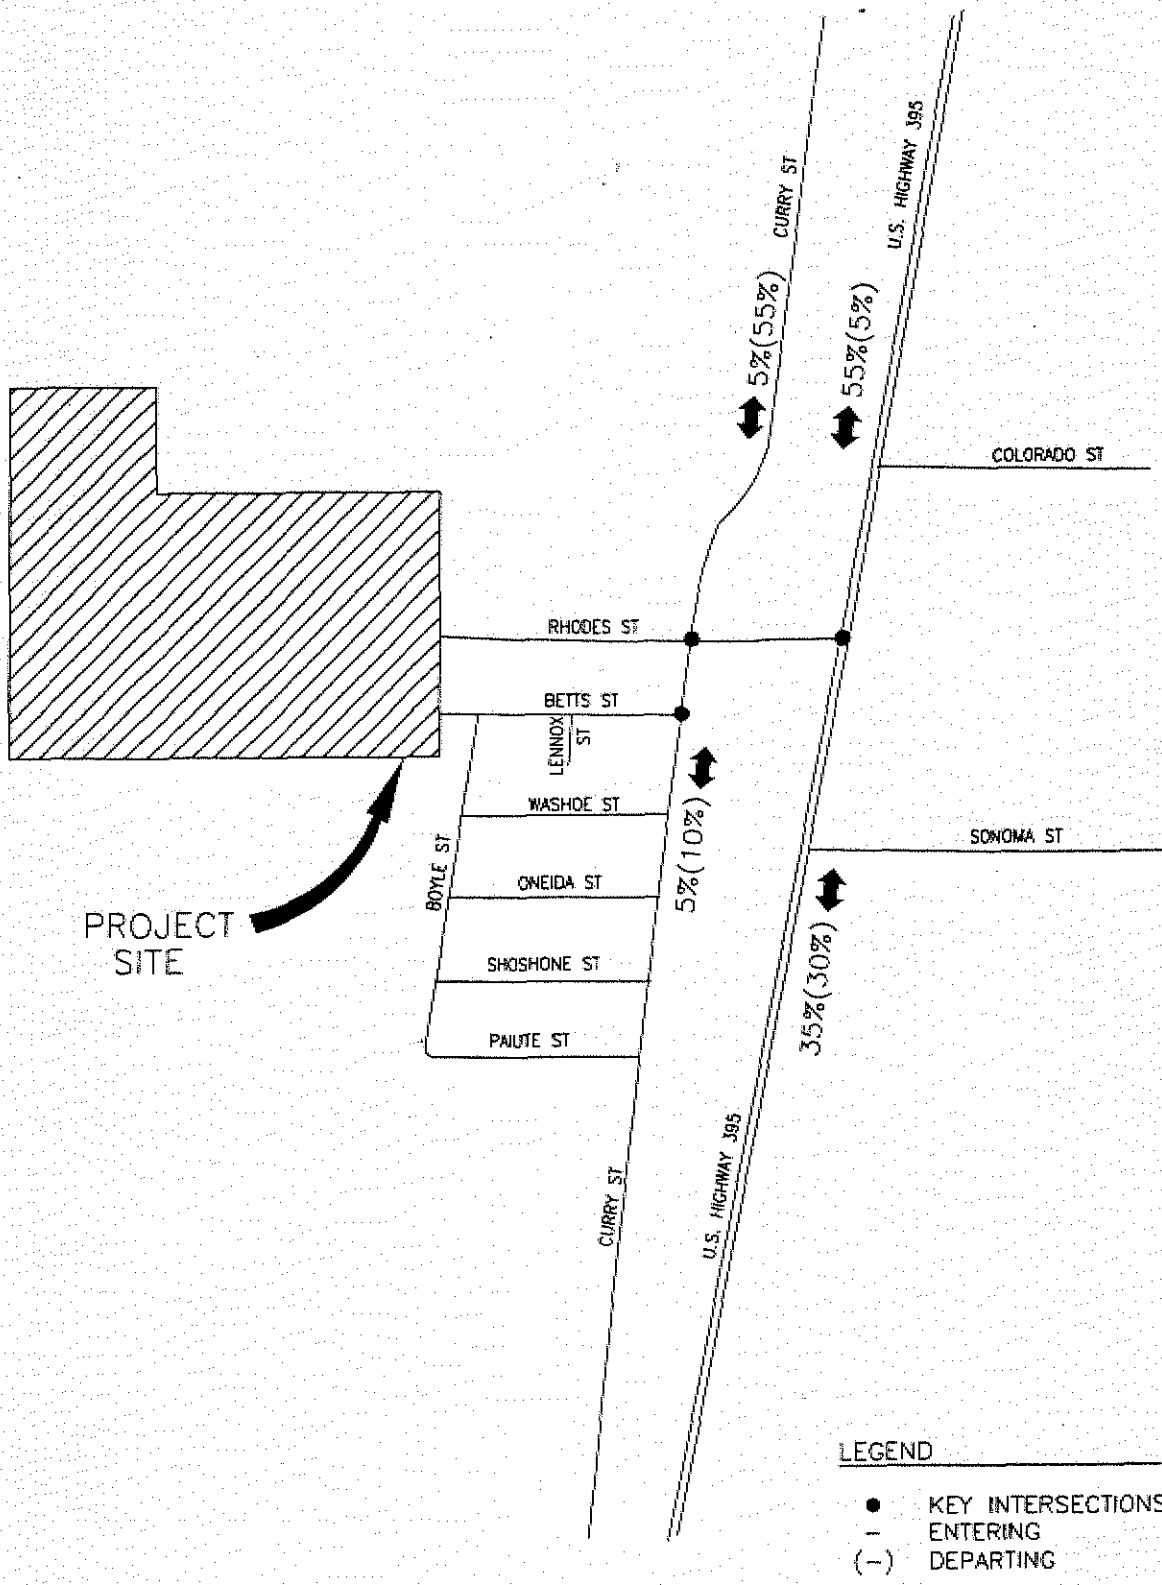 U.S. HIGHWAY 395
CURRY ST
5%(55%)
55%(5%)
COLORADO ST
RHODES ST
BETTS ST
LENNOX
ST
WASHOE ST
5%(10%)
SONOMA ST
BOYLE ST
ONEIDA ST
PROJECT
SITE
SHOSHONE ST
35%(30%)
PAIUTE ST
CURRY ST
U.S. HIGHWAY 395
LEGEND
● KEY INTERSECTIONS
– ENTERING
(–) DEPARTING